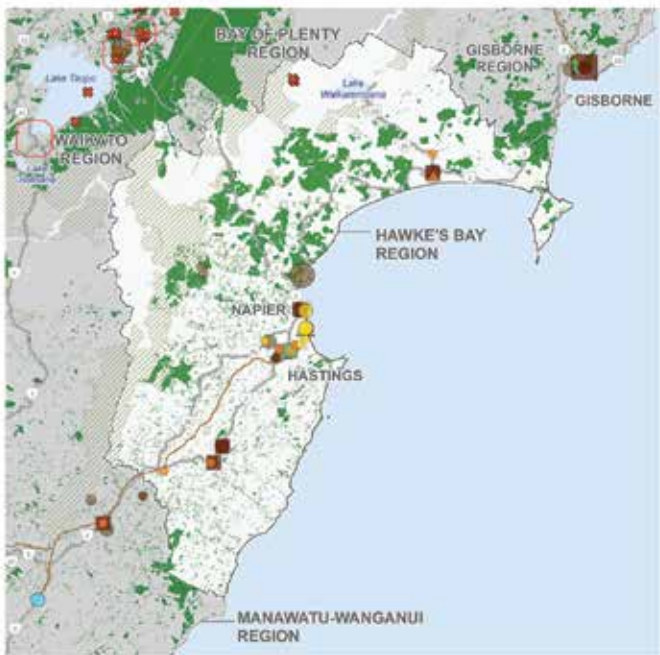 BAY OF PLENTY
REGION
GISBORNE
REGION
Lake Taupo
Lake
Waikaremoana
GISBORNE
WAIKATO
REGION
Lake
HAWKE'S BAY
REGION
NAPIER
HASTINGS
MANAWATU-WANGANUI
REGION